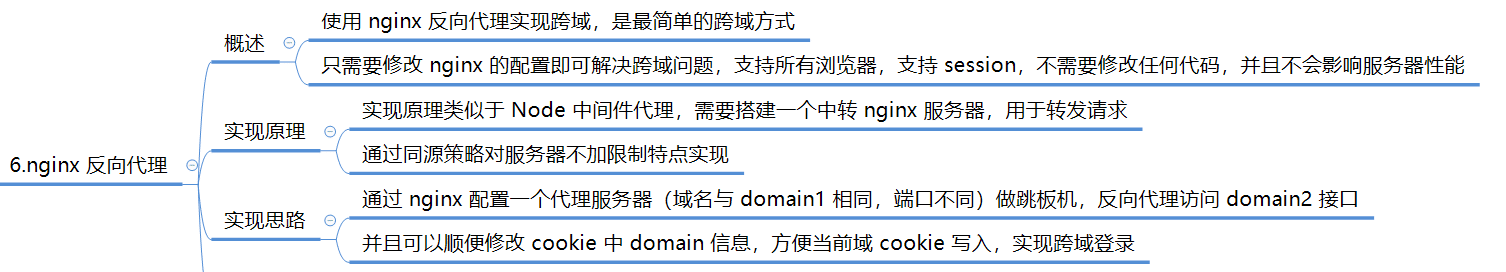 6.nginx 反向代理
概述
使用 nginx 反向代理实现跨域，是最简单的跨域方式
只需要修改 nginx 的配置即可解决跨域问题，支持所有浏览器，支持 session，不需要修改任何代码，并且不会影响服务器性能
实现原理
实现原理类似于 Node 中间件代理，需要搭建一个中转 nginx 服务器，用于转发请求
通过同源策略对服务器不加限制特点实现
实现思路
通过 nginx 配置一个代理服务器（域名与 domain1 相同，端口不同）做跳板机，反向代理访问 domain2 接口
并且可以顺便修改 cookie 中 domain 信息，方便当前域 cookie 写入，实现跨域登录